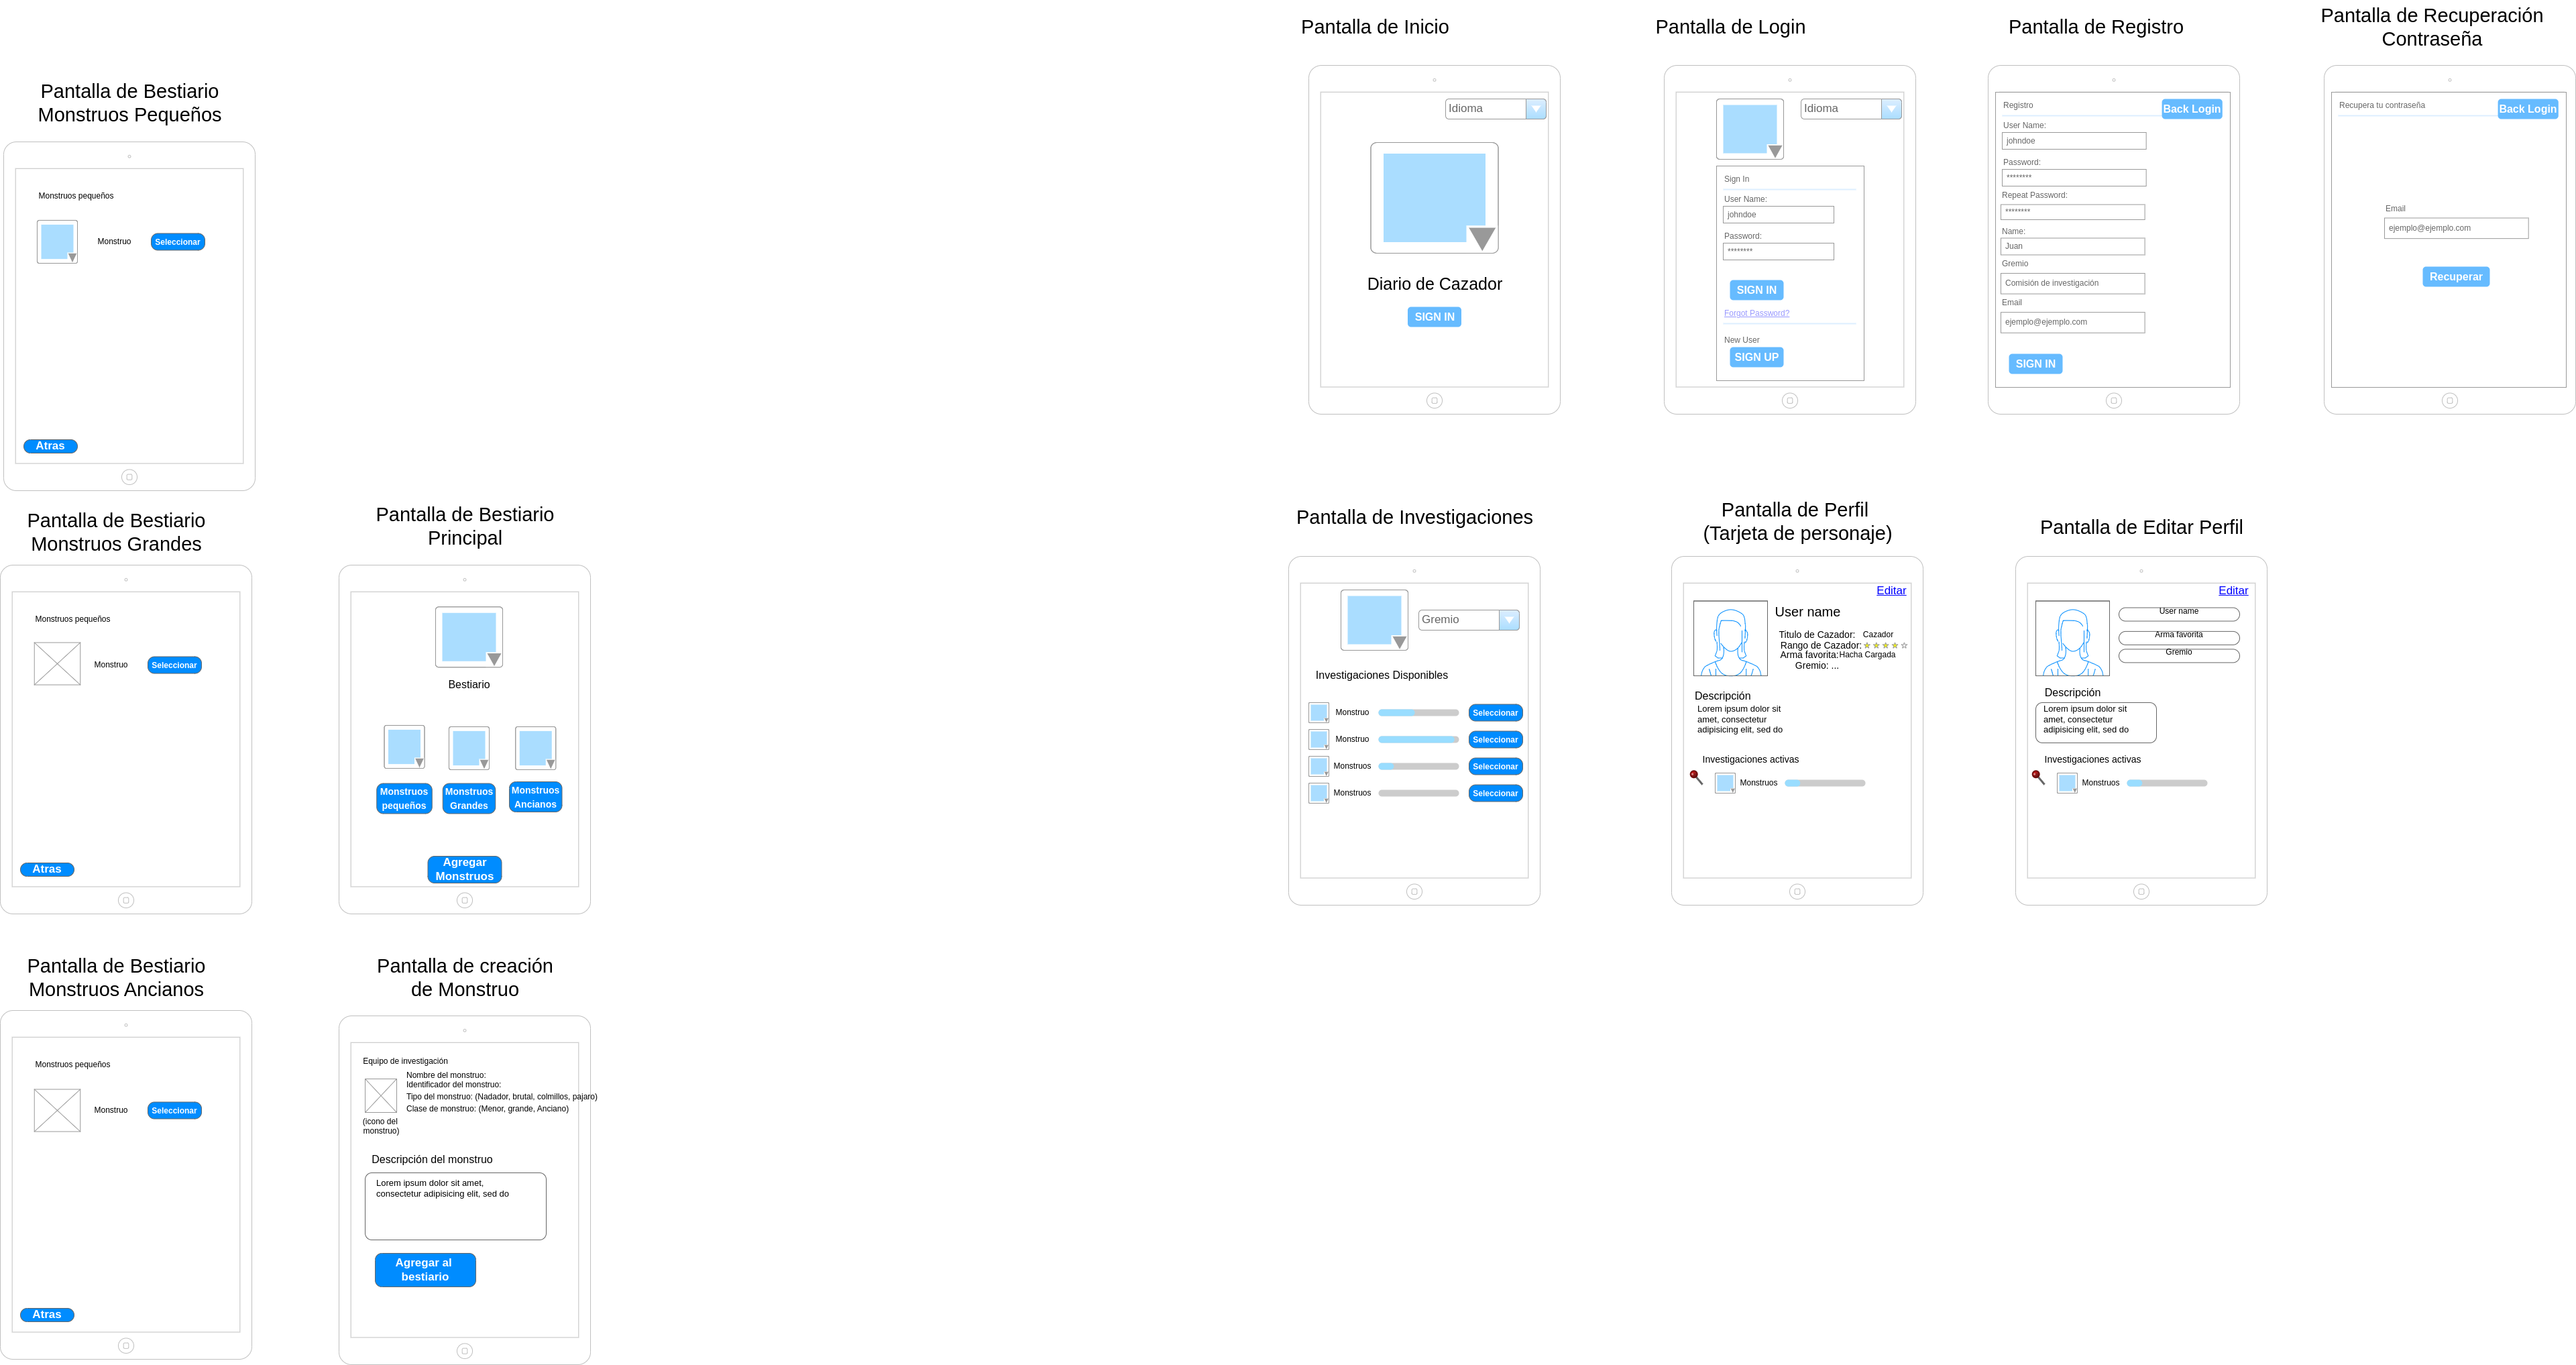 Pantalla de Inicio
Idioma
Diario de Cazador
SIGN IN
Pantalla de Login
Idioma
Sign In
User Name:
johndoe
Password:
********
SIGN IN
Forgot Password?
New User
SIGN UP
Pantalla de Registro
Registro
Back Login
User Name:
johndoe
Password:
********
Repeat Password:
********
Name:
Juan
Gremio
Comisión de investigación
Email
ejemplo@ejemplo.com
SIGN IN
Pantalla de Recuperación
Contraseña
Recupera tu contraseña
Back Login
Email
ejemplo@ejemplo.com
Recuperar
Pantalla de Bestiario
Monstruos Pequeños
Monstruos pequeños
Monstruo
Seleccionar
Atras
Pantalla de Bestiario
Monstruos Grandes
Monstruos pequeños
Monstruo
Seleccionar
Atras
Pantalla de Bestiario
Principal
Bestiario
Monstruos
pequeños
Monstruos
Grandes
Monstruos
Ancianos
Agregar
Monstruos
Pantalla de Investigaciones
Gremio
Investigaciones Disponibles
Monstruo
Seleccionar
Monstruo
Seleccionar
Monstruos
Seleccionar
Monstruos
Seleccionar
Pantalla de Perfil
(Tarjeta de personaje)
Editar
User name
Titulo de Cazador: Cazador
Rango de Cazador:
Arma favorita: Hacha Cargada
Gremio: ...
Descripción
Lorem ipsum dolor sit
amet, consectetur
adipisicing elit, sed do
Investigaciones activas
Monstruos
Pantalla de Editar Perfil
Editar
User name
Arma favorita
Gremio
Descripción
Lorem ipsum dolor sit
amet, consectetur
adipisicing elit, sed do
Investigaciones activas
Monstruos
Pantalla de Bestiario
Monstruos Ancianos
Monstruos pequeños
Monstruo
Seleccionar
Atras
Pantalla de creación
de Monstruo
Equipo de investigación
Nombre del monstruo:
Identificador del monstruo:
Tipo del monstruo: (Nadador, brutal, colmillos, pajaro)
Clase de monstruo: (Menor, grande, Anciano)
(icono del
monstruo)
Descripción del monstruo
Lorem ipsum dolor sit amet,
consectetur adipisicing elit, sed do
Agregar al
bestiario